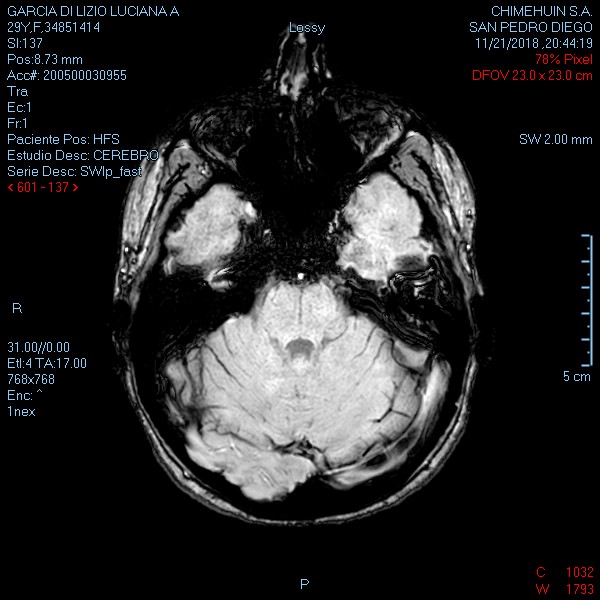 GARCIA DI LIZIO LUCIANA A
29Y,F,34851414
Sl:137
Pos:8.73 mm
Acc#: 200500030955
Tra
Ec:1
Fr:1
Paciente Pos: HFS
Estudio Desc: CEREBRO
Serie Desc: SWIp_fast
< 601 - 137 >
Lossy
CHIMEHUIN S.A.
SAN PEDRO DIEGO
11/21/2018 ,20:44:19
78% Pixel
DFOV 23.0 x 23.0 cm
SW 2.00 mm
R
31.00//0.00
Etl:4 TA:17.00
768x768
Enc: ^
1nex
5 cm
P
C 1032
W 1793